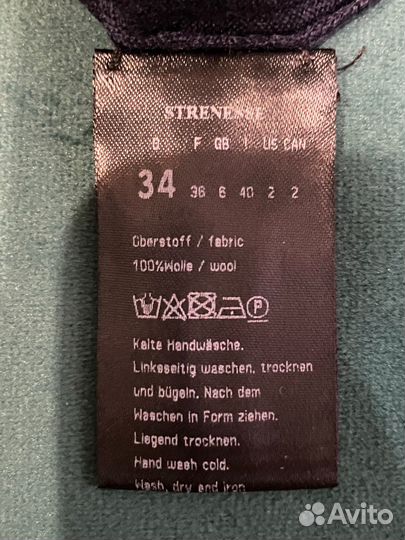 STRENESSE
D F GB I US CAN
34 36 6 40 2 2
Oberstoff / fabric
100%Wolle / wool
P
Kalte Handwäsche.
Linksseitig waschen, trocknen
und bügeln. Nach dem
Waschen in Form ziehen.
Liegend trocknen.
Hand wash cold.
Wash, dry and iron
Avito